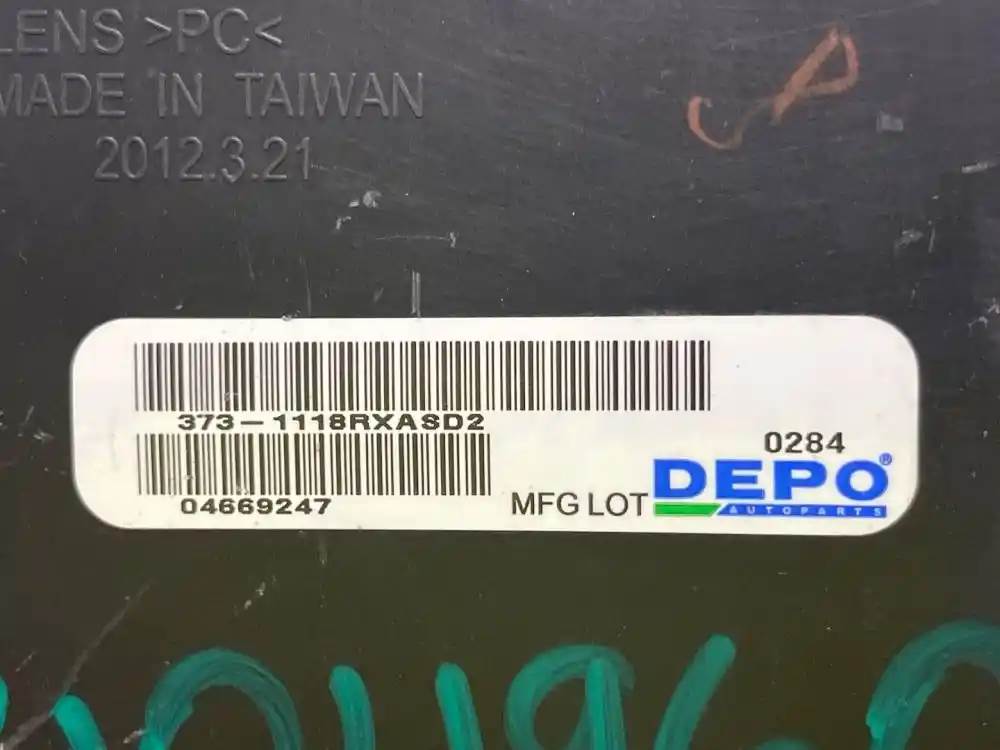 LENS >PC<
MADE IN TAIWAN
2012.3.21
373-1118RXASD2
04669247
0284
MFG LOT
DEPO®
AUTOPARTS